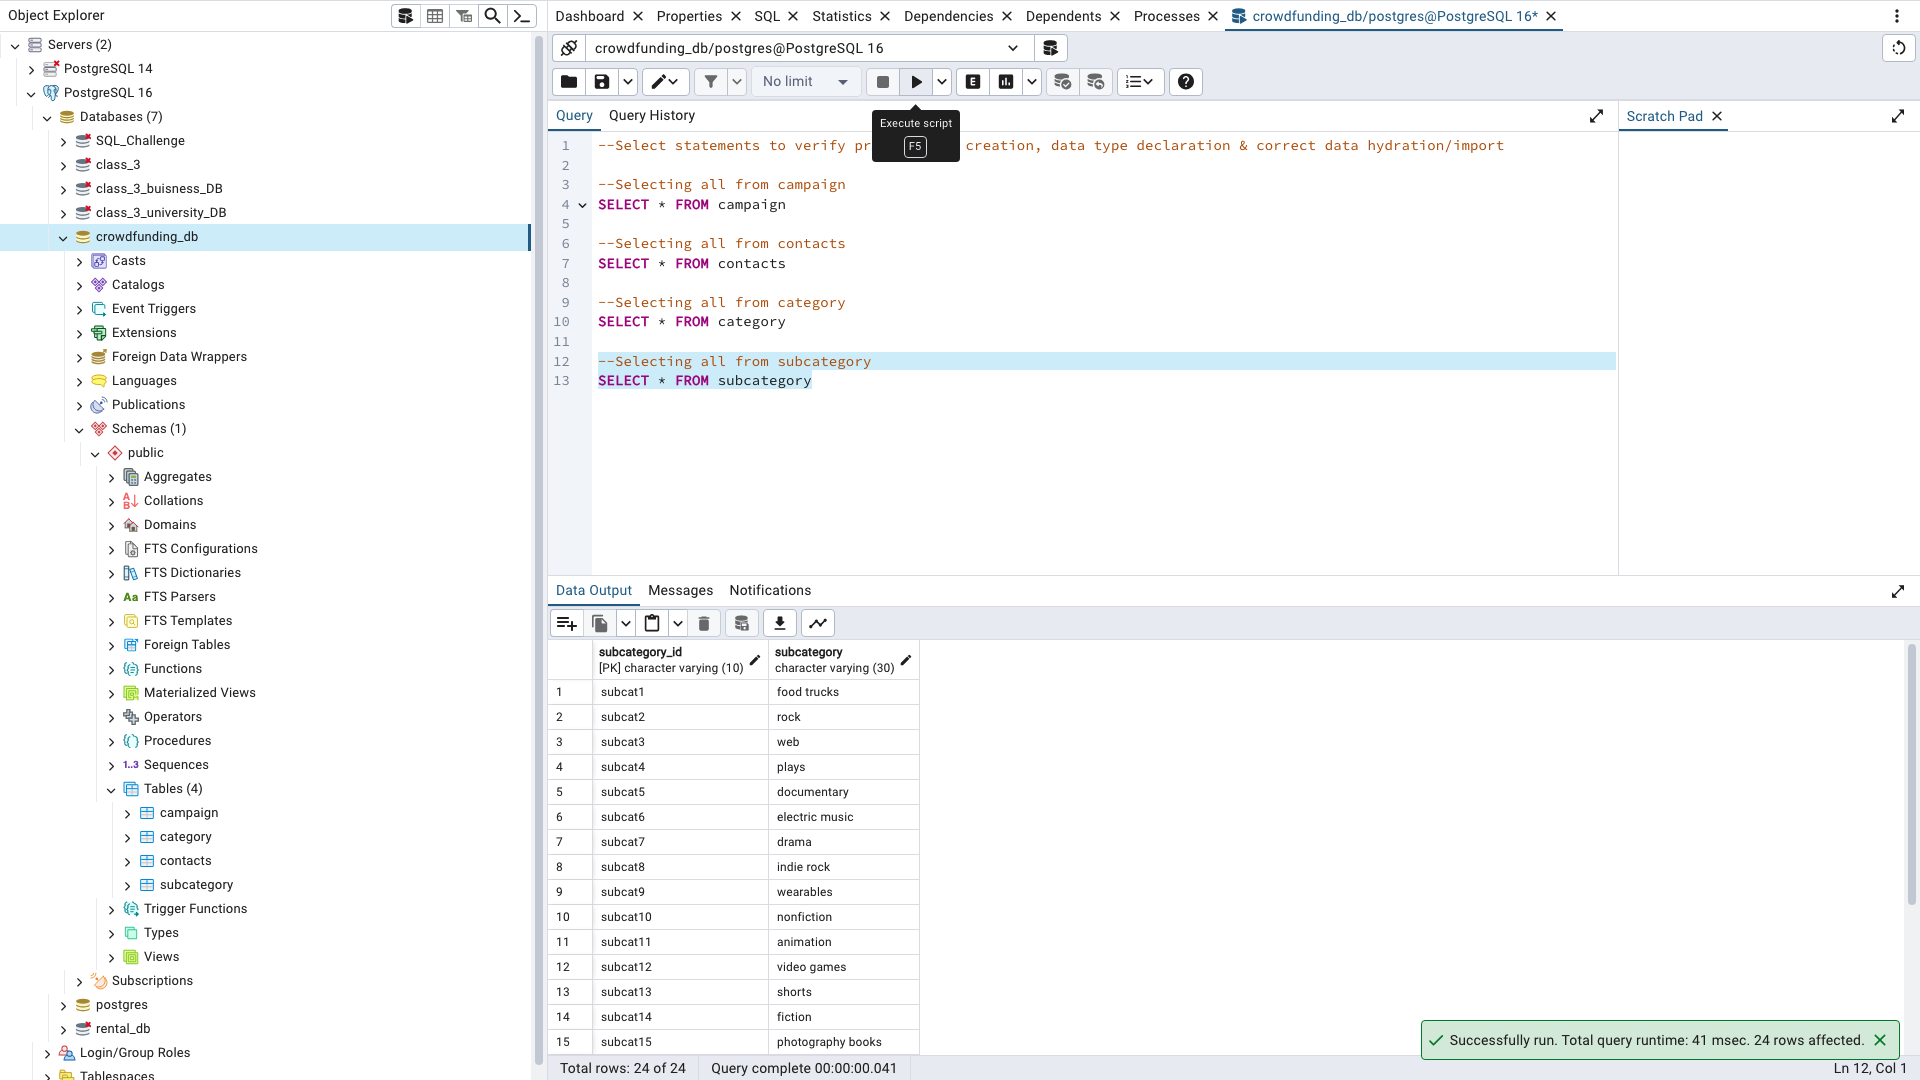 Object Explorer
Servers (2)
PostgreSQL 14
PostgreSQL 16
Databases (7)
SQL_Challenge
class_3
class_3_buisness_DB
class_3_university_DB
crowdfunding_db
Casts
Catalogs
Event Triggers
Extensions
Foreign Data Wrappers
Languages
Publications
Schemas (1)
public
Aggregates
Collations
Domains
FTS Configurations
FTS Dictionaries
Aa FTS Parsers
FTS Templates
Foreign Tables
Functions
Materialized Views
Operators
Procedures
1..3 Sequences
Tables (4)
campaign
category
contacts
subcategory
Trigger Functions
Types
Views
Subscriptions
postgres
rental_db
Login/Group Roles
Tablespaces
Dashboard Properties SQL Statistics Dependencies Dependents Processes crowdfunding_db/postgres@PostgreSQL 16*
crowdfunding_db/postgres@PostgreSQL 16
No limit E
Execute script
F5
Query Query History
Scratch Pad
1 --Select statements to verify pr creation, data type declaration & correct data hydration/import
2
3 --Selecting all from campaign
4 SELECT * FROM campaign
5
6 --Selecting all from contacts
7 SELECT * FROM contacts
8
9 --Selecting all from category
10 SELECT * FROM category
11
12 --Selecting all from subcategory
13 SELECT * FROM subcategory
Data Output Messages Notifications
subcategory_id subcategory
[PK] character varying (10) character varying (30)
1 subcat1 food trucks
2 subcat2 rock
3 subcat3 web
4 subcat4 plays
5 subcat5 documentary
6 subcat6 electric music
7 subcat7 drama
8 subcat8 indie rock
9 subcat9 wearables
10 subcat10 nonfiction
11 subcat11 animation
12 subcat12 video games
13 subcat13 shorts
14 subcat14 fiction
15 subcat15 photography books
Successfully run. Total query runtime: 41 msec. 24 rows affected.
Total rows: 24 of 24 Query complete 00:00:00.041 Ln 12, Col 1